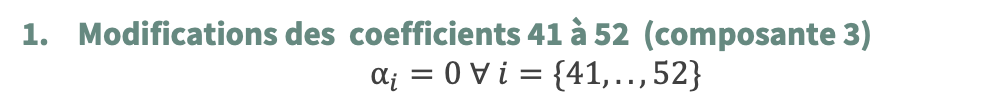 1. Modifications des coefficients 41 à 52 (composante 3)
αᵢ = 0 ∀ i = {41,..,52}